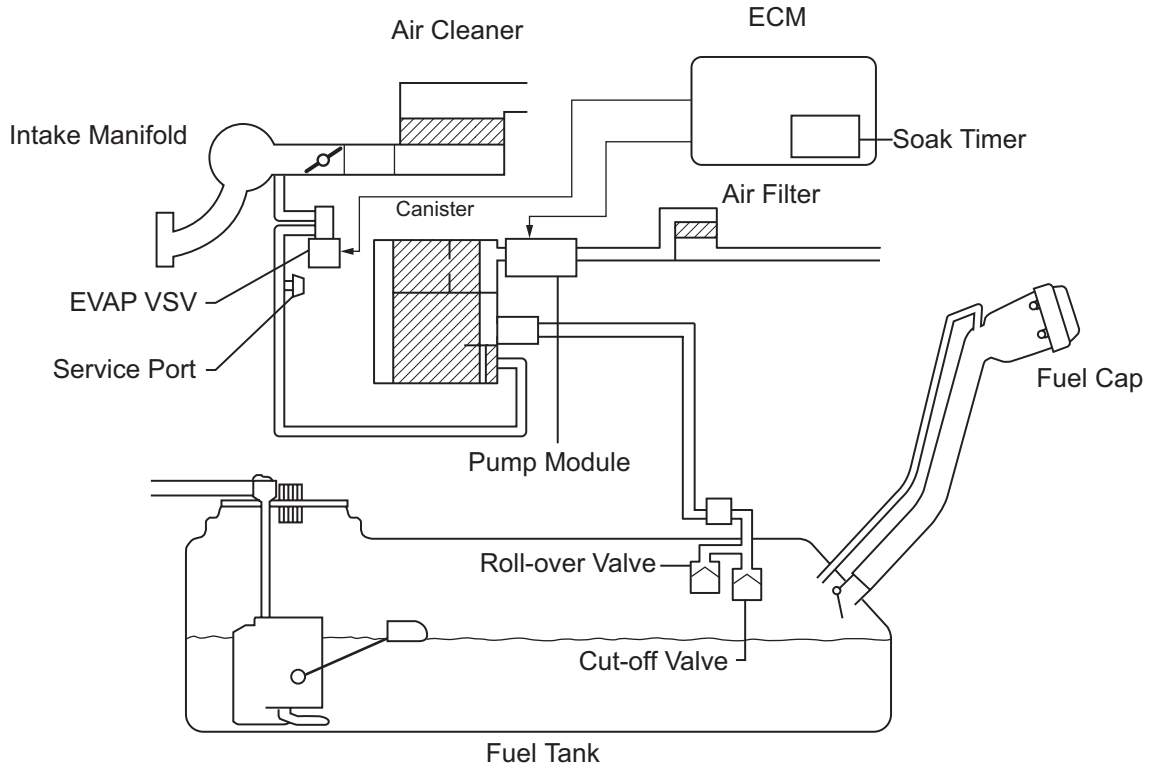 ECM
Air Cleaner
Intake Manifold
Soak Timer
Air Filter
Canister
EVAP VSV
Service Port
Fuel Cap
Pump Module
Roll-over Valve
Cut-off Valve
Fuel Tank